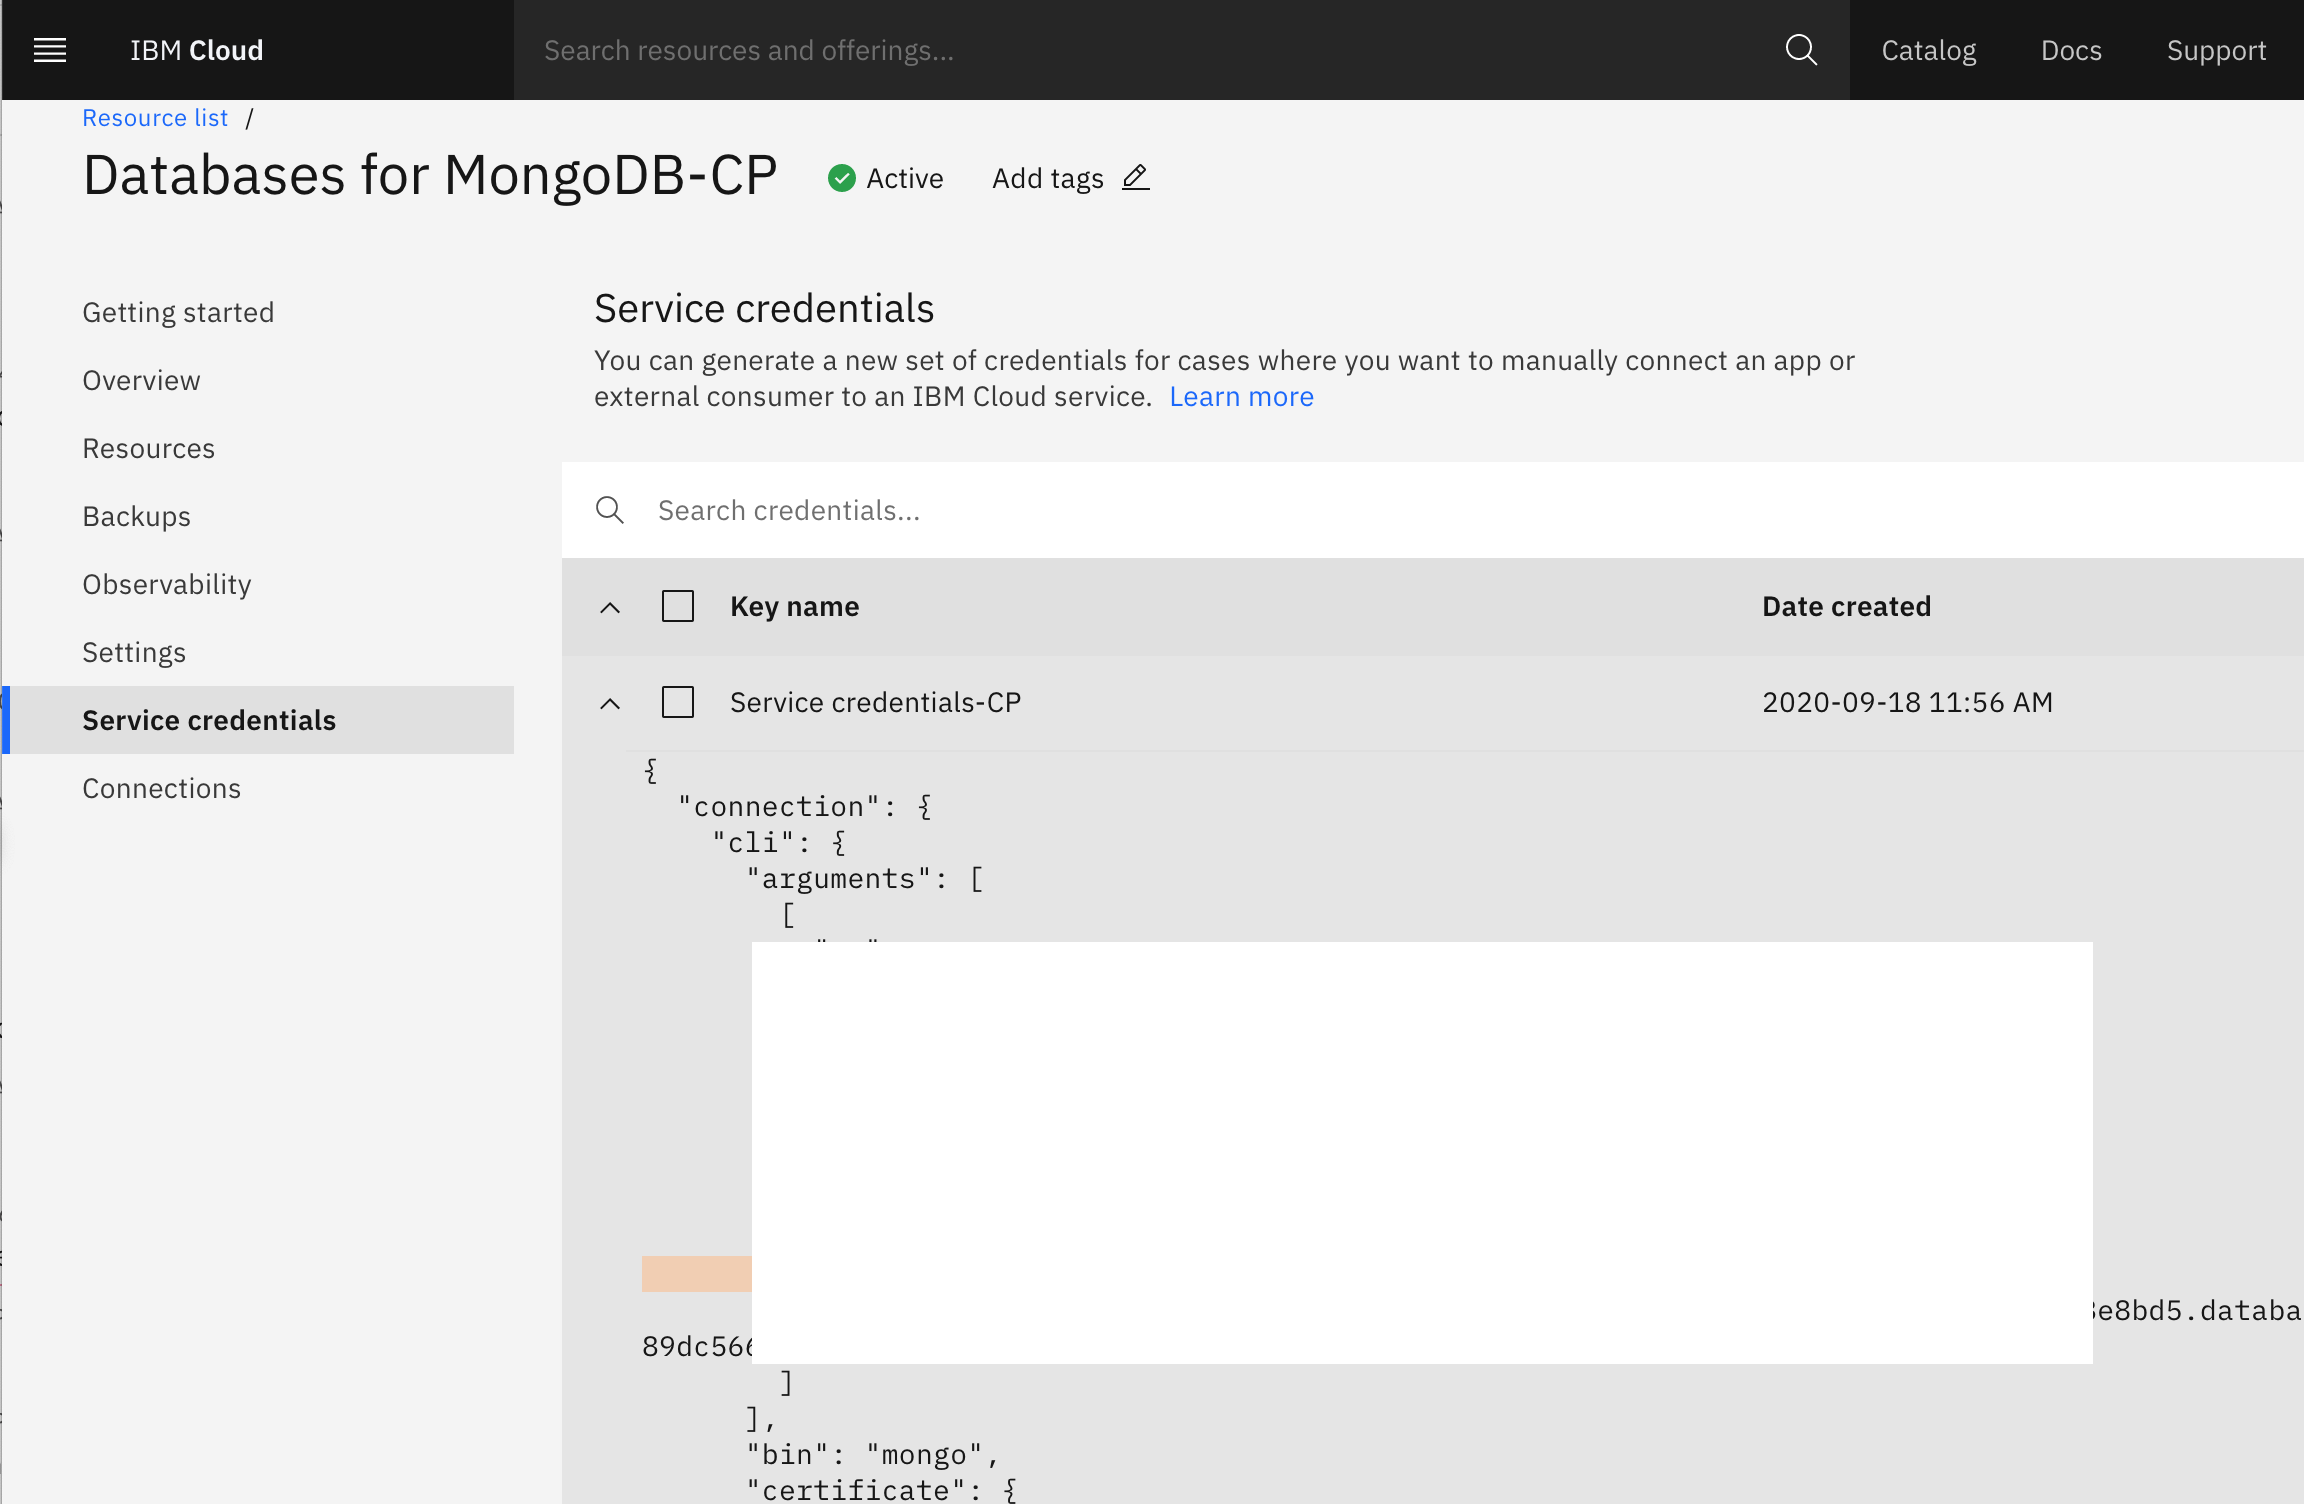 IBM Cloud
Search resources and offerings...
Catalog
Docs
Support
Resource list /
Databases for MongoDB-CP
Active
Add tags
Getting started
Overview
Resources
Backups
Observability
Settings
Service credentials
Connections
Service credentials
You can generate a new set of credentials for cases where you want to manually connect an app or
external consumer to an IBM Cloud service. Learn more
Search credentials...
Key name
Date created
Service credentials-CP
2020-09-18 11:56 AM
{
"connection": {
"cli": {
"arguments": [
[
e8bd5.databa
89dc56
]
],
"bin": "mongo",
"certificate": {